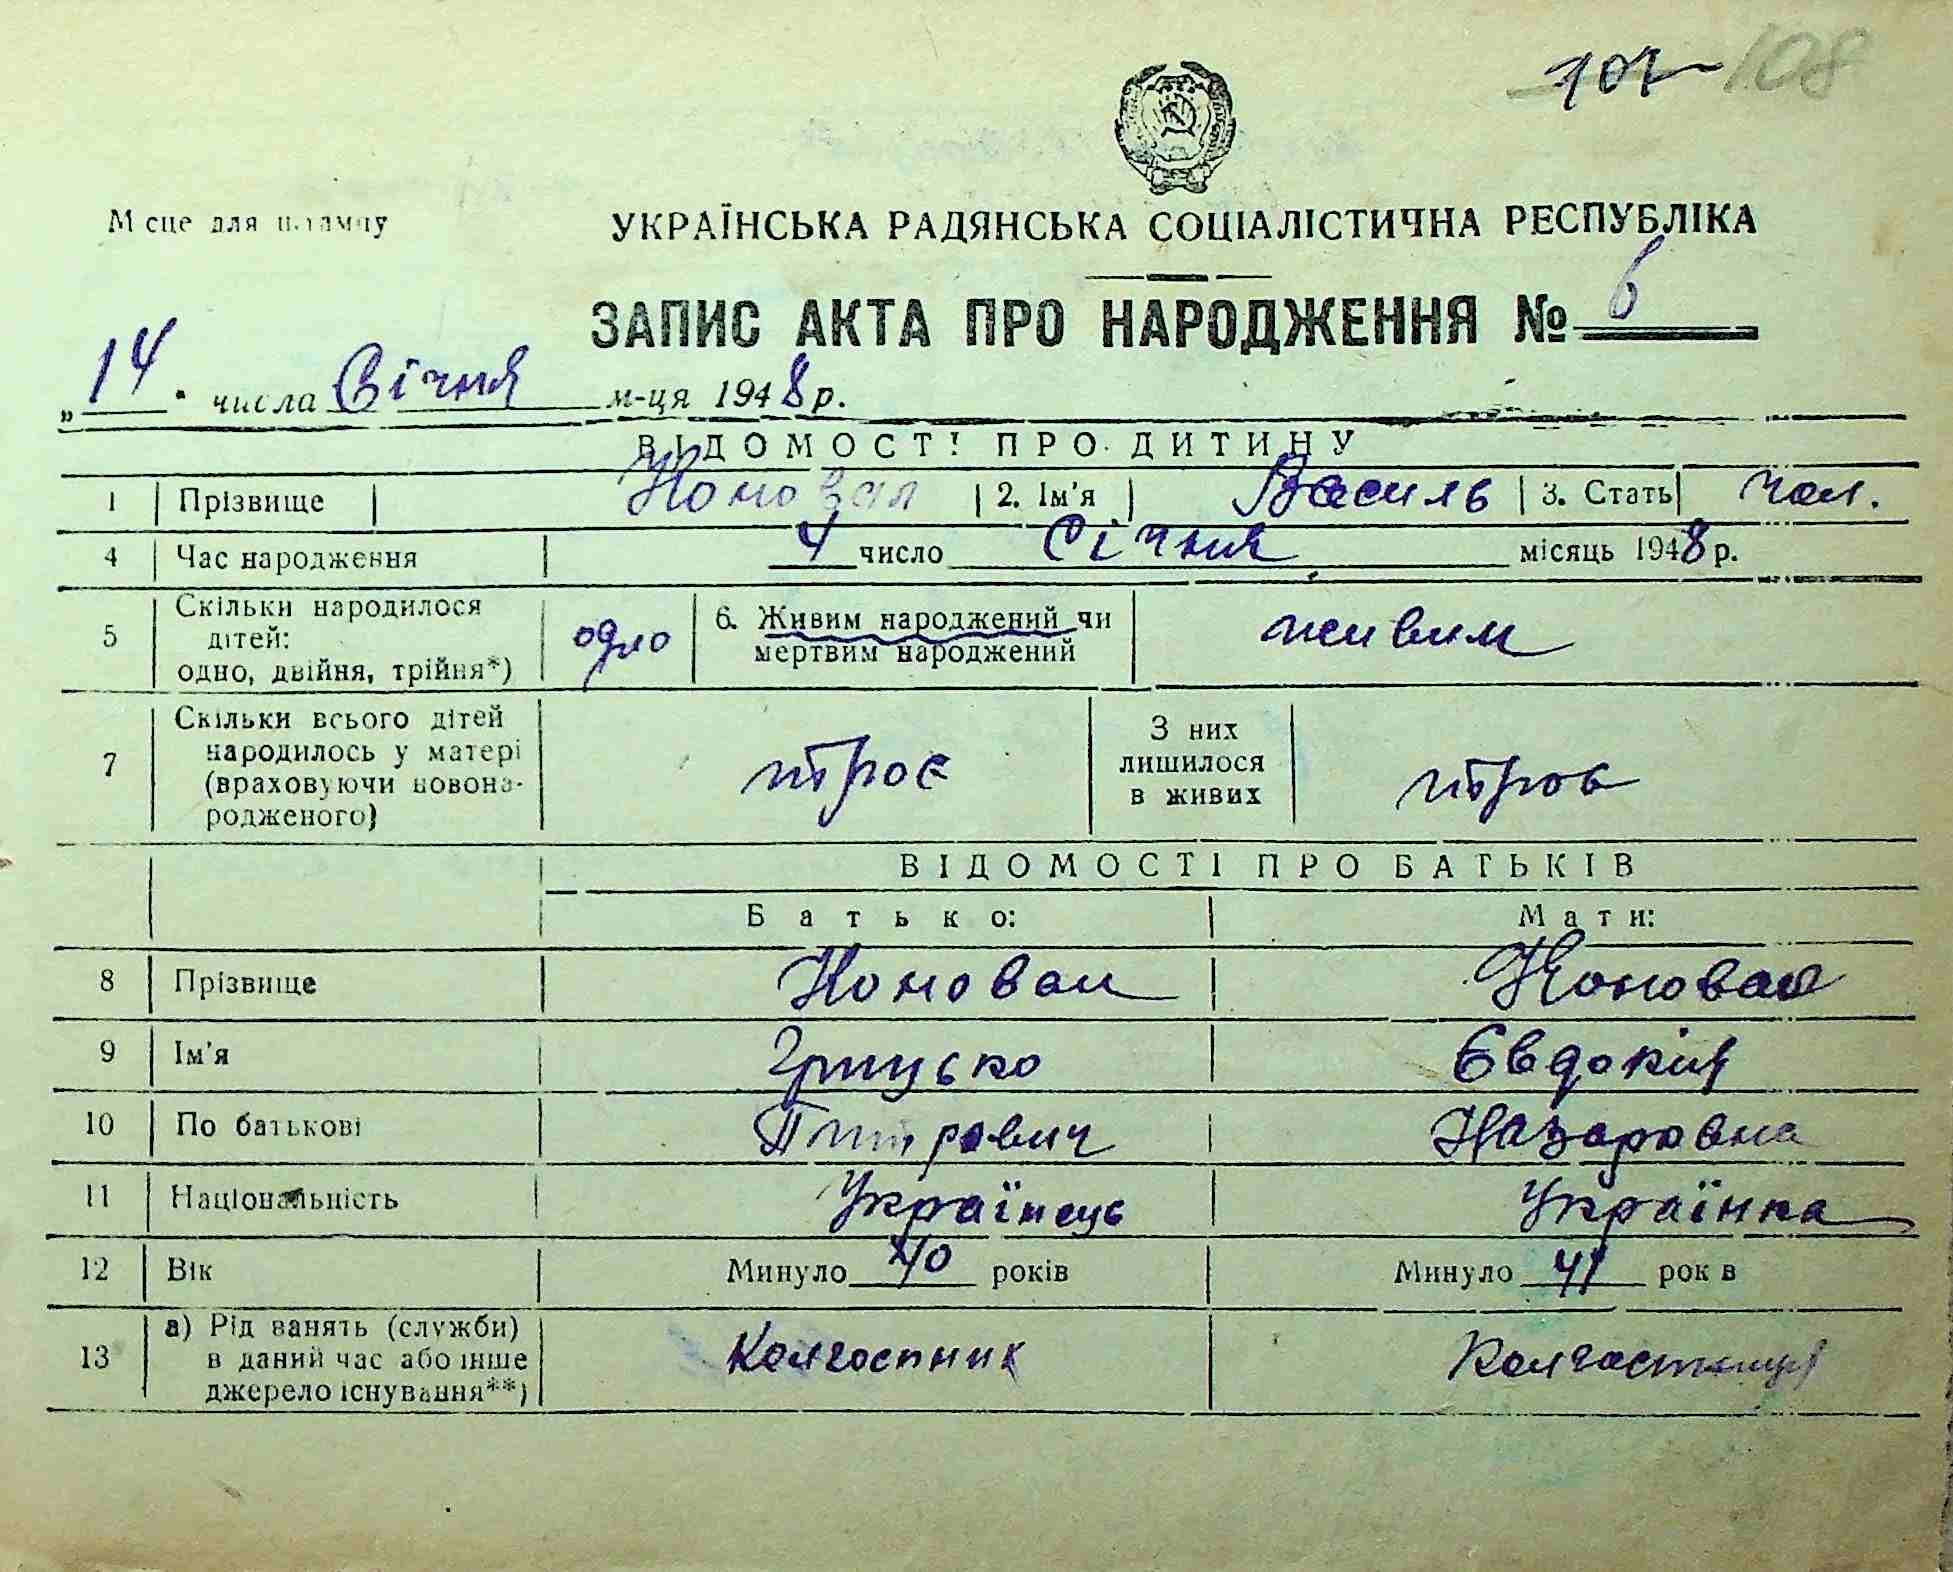 107 108
Місце для штампу
УКРАЇНСЬКА РАДЯНСЬКА СОЦІАЛІСТИЧНА РЕСПУБЛІКА
ЗАПИС АКТА ПРО НАРОДЖЕННЯ № 6
„14" числа Січня м-ця 1948 р.
ВІДОМОСТІ ПРО ДИТИНУ
1 Прізвище Коновал 2. Ім'я Василь 3. Стать чол.
4 Час народження 4 число Січня місяць 1948 р.
5 Скільки народилося дітей: одно, двійня, трійня*) одно 6. Живим народжений чи мертвим народжений живим
7 Скільки всього дітей народилось у матері (враховуючи новонародженого) троє З них лишилося в живих троє
ВІДОМОСТІ ПРО БАТЬКІВ
Батько: Мати:
8 Прізвище Коновал Коновал
9 Ім'я Грицько Євдокія
10 По батькові Питрович Назаровна
11 Національність Українець Українка
12 Вік Минуло 40 років Минуло 41 років
13 а) Рід занять (служби) в даний час або інше джерело існування**) Колгоспник Колгоспниця